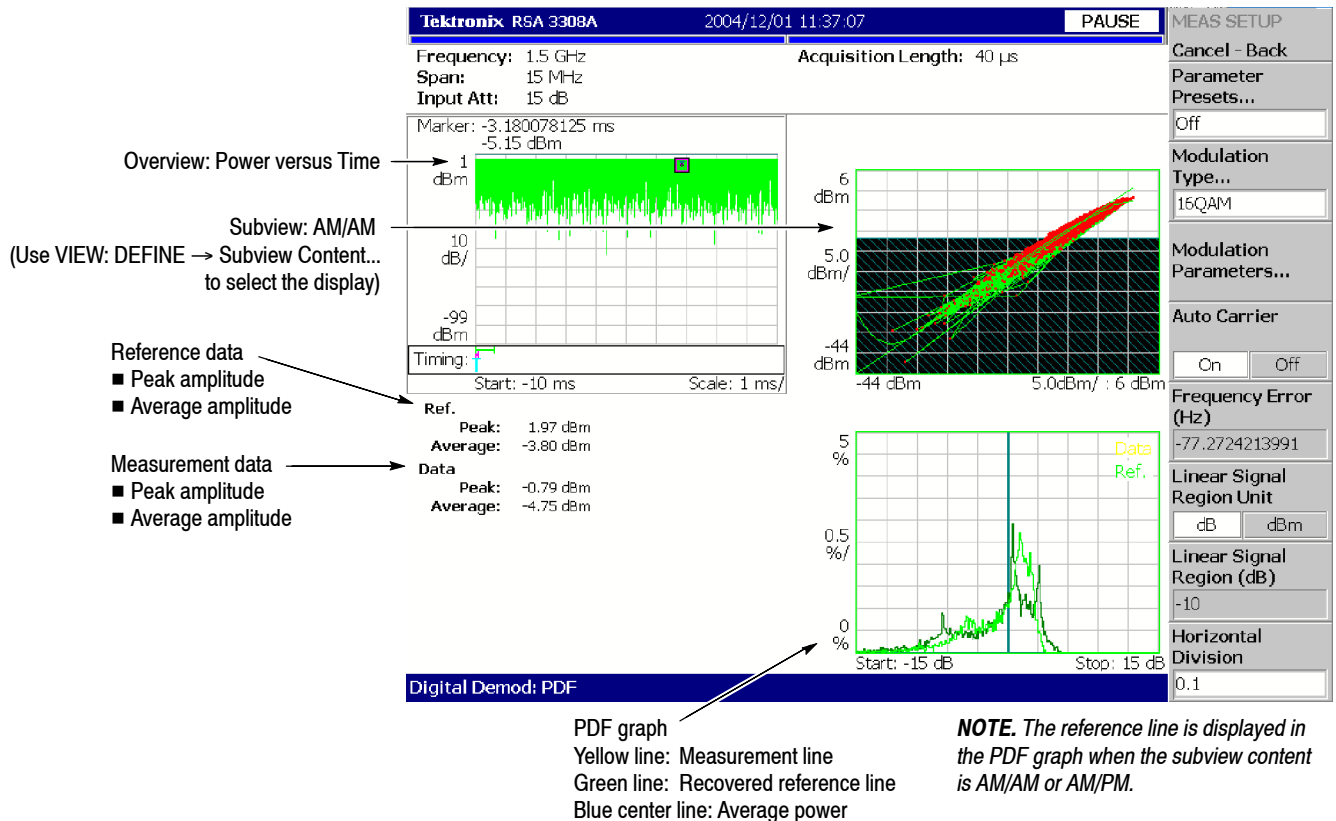 Tektronix RSA 3308A 2004/12/01 11:37:07 PAUSE
Frequency: 1.5 GHz
Span: 15 MHz
Input Att: 15 dB
Acquisition Length: 40 µs
Marker: -3.180078125 ms
-5.15 dBm
1
dBm
10
dB/
-99
dBm
Timing:
Start: -10 ms Scale: 1 ms/
6
dBm
5.0
dBm/
-44
dBm
-44 dBm 5.0dBm/ : 6 dBm
Ref.
Peak: 1.97 dBm
Average: -3.80 dBm
Data
Peak: -0.79 dBm
Average: -4.75 dBm
5
%
Data
Ref.
0.5
%/
0
%
Start: -15 dB Stop: 15 dB
Digital Demod: PDF
MEAS SETUP
Cancel - Back
Parameter
Presets...
Off
Modulation
Type...
16QAM
Modulation
Parameters...
Auto Carrier
On Off
Frequency Error
(Hz)
-77.2724213991
Linear Signal
Region Unit
dB dBm
Linear Signal
Region (dB)
-10
Horizontal
Division
0.1
Overview: Power versus Time
Subview: AM/AM
(Use VIEW: DEFINE → Subview Content...
to select the display)
Reference data
■ Peak amplitude
■ Average amplitude
Measurement data
■ Peak amplitude
■ Average amplitude
PDF graph
Yellow line: Measurement line
Green line: Recovered reference line
Blue center line: Average power
NOTE. The reference line is displayed in
the PDF graph when the subview content
is AM/AM or AM/PM.